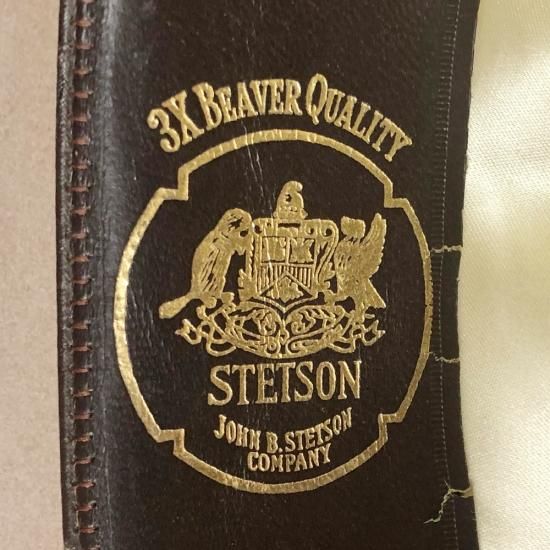 3X BEAVER QUALITY
STETSON
JOHN B. STETSON
COMPANY